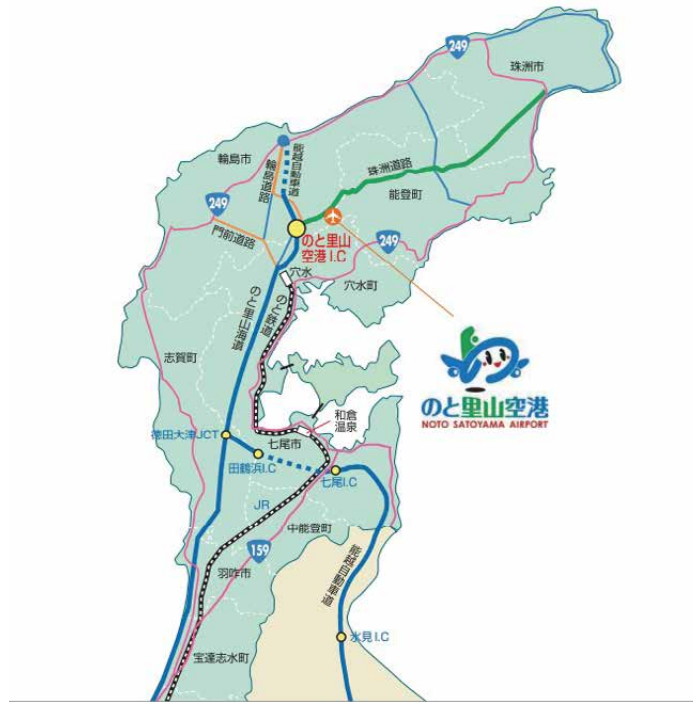 249
珠洲市
輪島市
能越自動車道
輪島道路
珠洲道路
能登町
249
門前道路
のと里山
空港I.C
249
穴水
穴水町
のと鉄道
のと里山海道
志賀町
のと里山空港
NOTO SATOYAMA AIRPORT
和倉
温泉
徳田大津JCT
七尾市
田鶴浜I.C
七尾I.C
JR
中能登町
159
羽咋市
能越自動車道
氷見I.C
宝達志水町